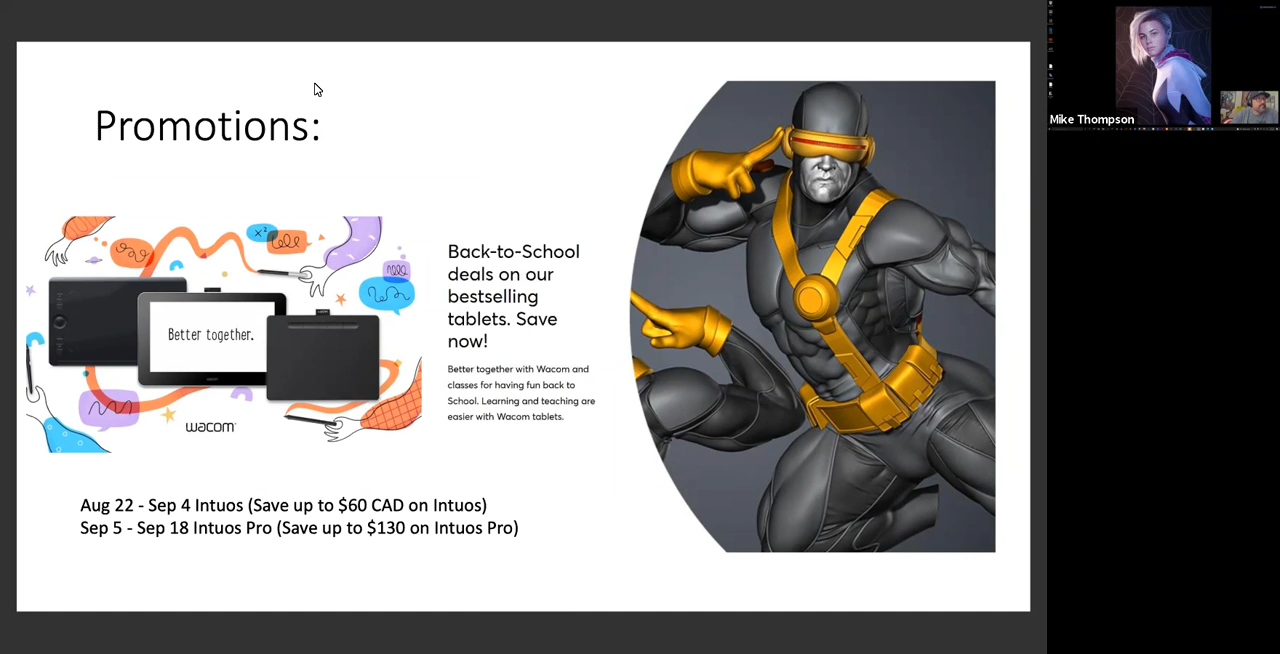 Promotions:
x²
Better together.
wacom
Back-to-School
deals on our
bestselling
tablets. Save
now!
Better together with Wacom and
classes for having fun back to
School. Learning and teaching are
easier with Wacom tablets.
Aug 22 - Sep 4 Intuos (Save up to $60 CAD on Intuos)
Sep 5 - Sep 18 Intuos Pro (Save up to $130 on Intuos Pro)
Mike Thompson